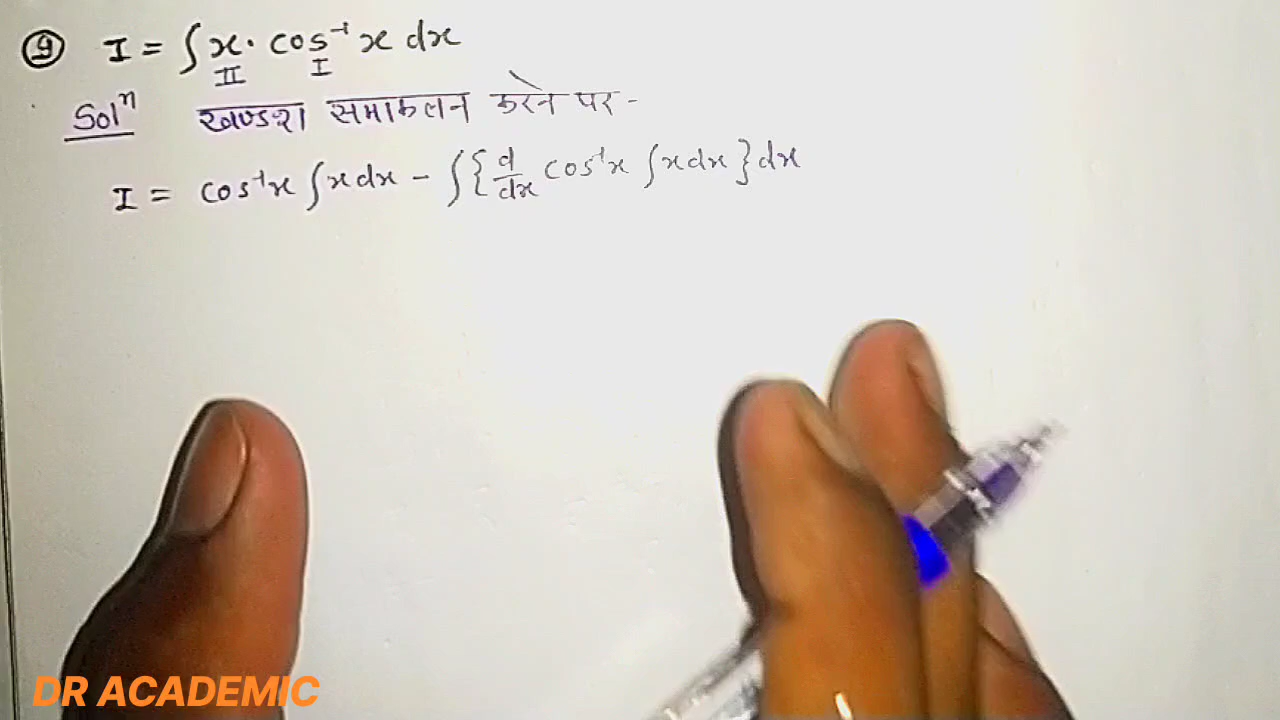 ⑨ I = ∫ x · cos⁻¹ x dx
II I
Solⁿ खण्डश समाकलन करने पर -
I = cos⁻¹x ∫ x dx - ∫ { d/dx cos⁻¹x ∫ x dx } dx
DR ACADEMIC